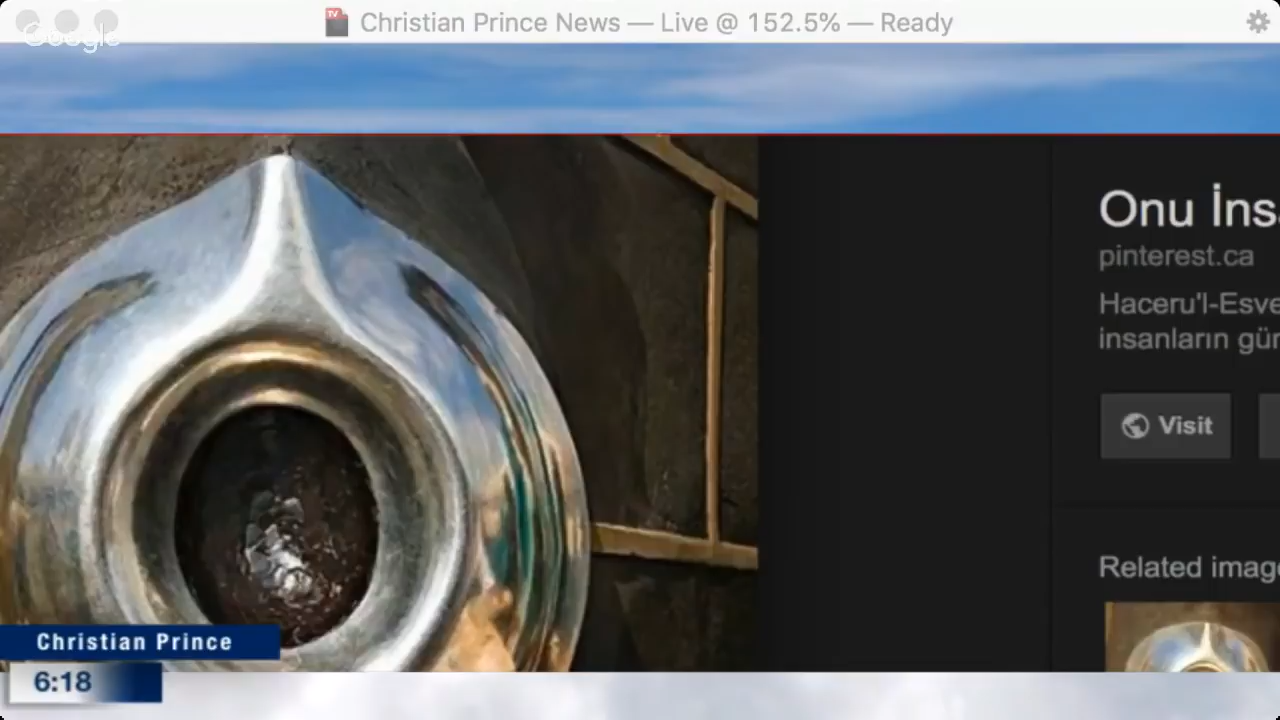 Christian Prince News — Live @ 152.5% — Ready
Google
Onu İns
pinterest.ca
Haceru'l-Esve
insanların gün
Visit
Related image
Christian Prince
6:18